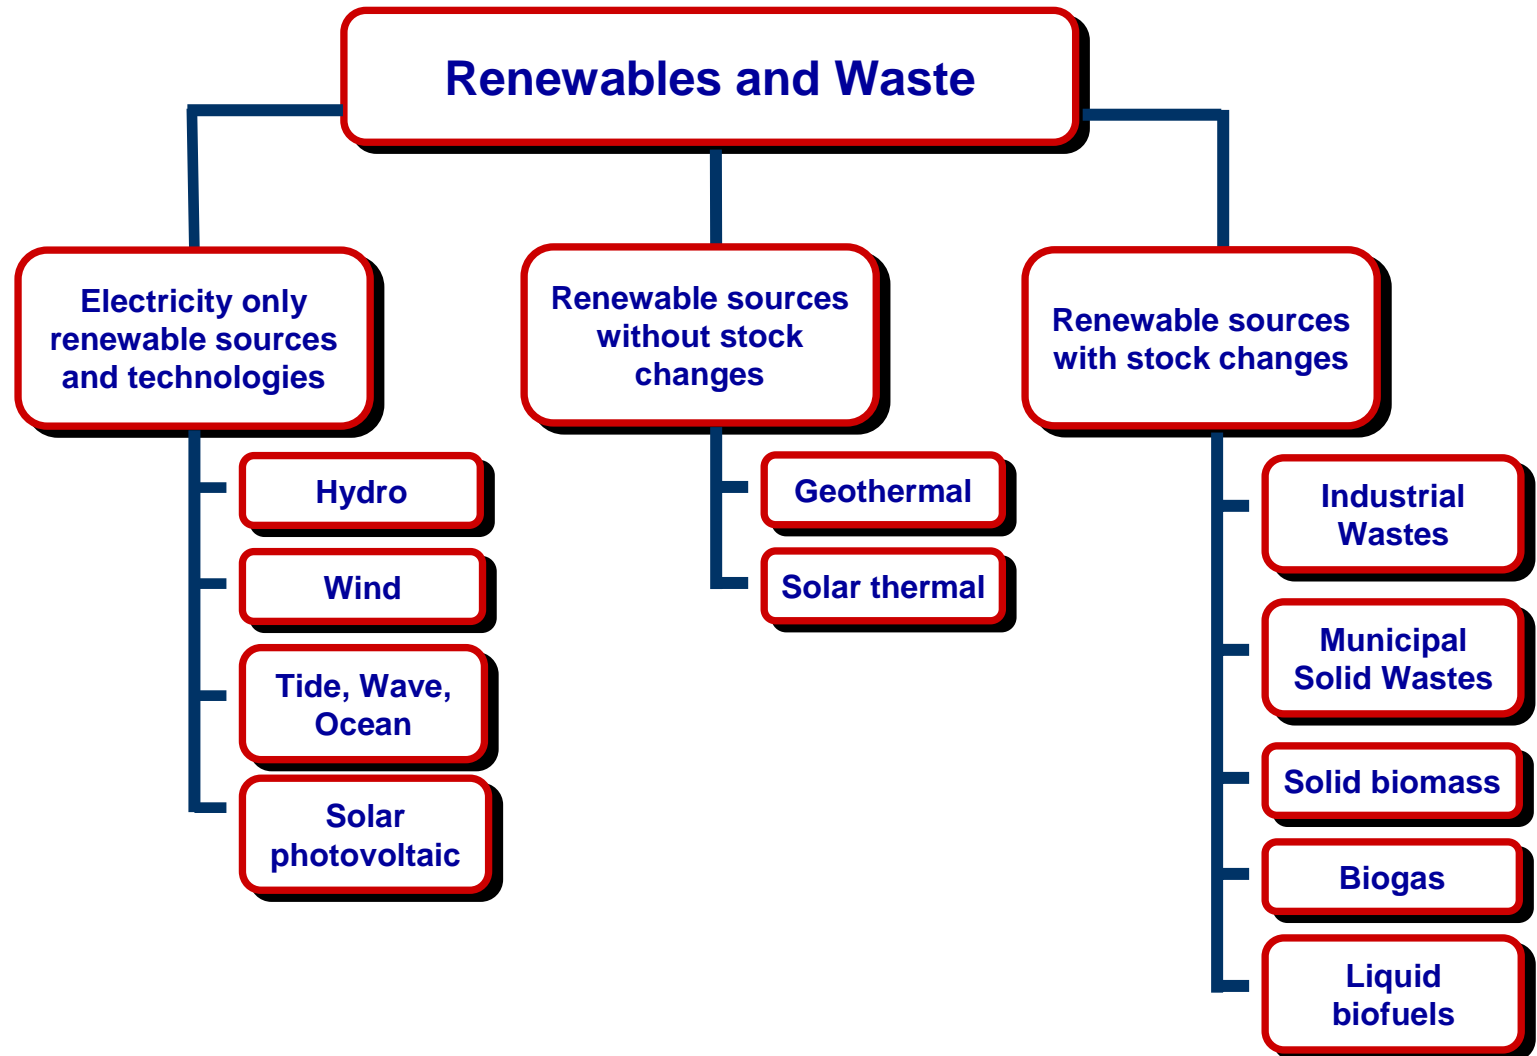 Renewables and Waste
Electricity only
renewable sources
and technologies
Hydro
Wind
Tide, Wave,
Ocean
Solar
photovoltaic
Renewable sources
without stock
changes
Geothermal
Solar thermal
Renewable sources
with stock changes
Industrial
Wastes
Municipal
Solid Wastes
Solid biomass
Biogas
Liquid
biofuels